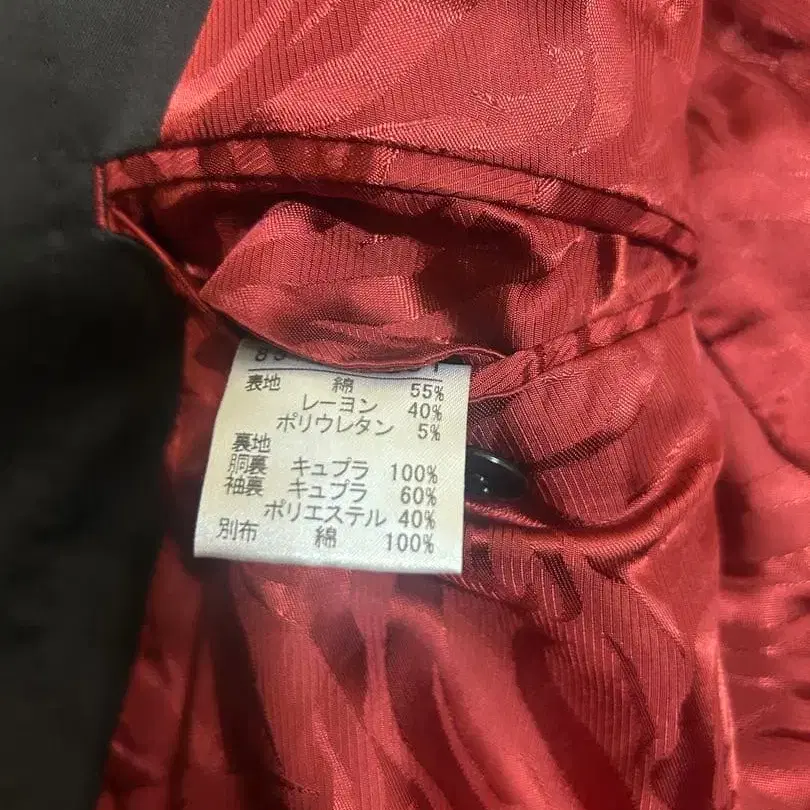 表地 綿 55%
レーヨン 40%
ポリウレタン 5%
裏地
胴裏 キュプラ 100%
袖裏 キュプラ 60%
ポリエステル 40%
別布 綿 100%